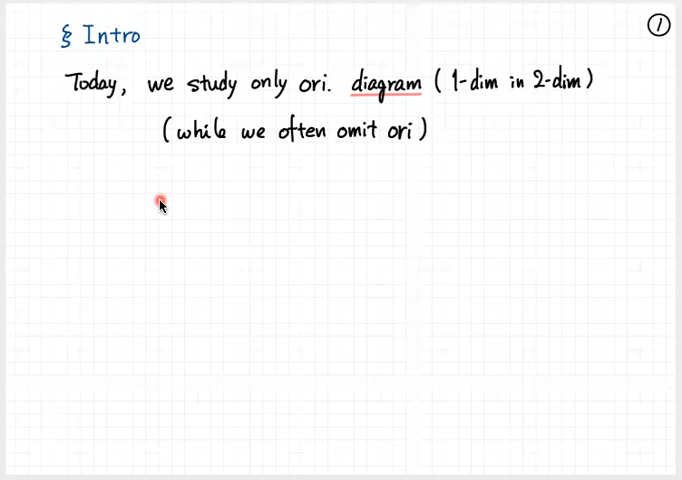 § Intro
①
Today, we study only ori. diagram (1-dim in 2-dim)
(while we often omit ori)